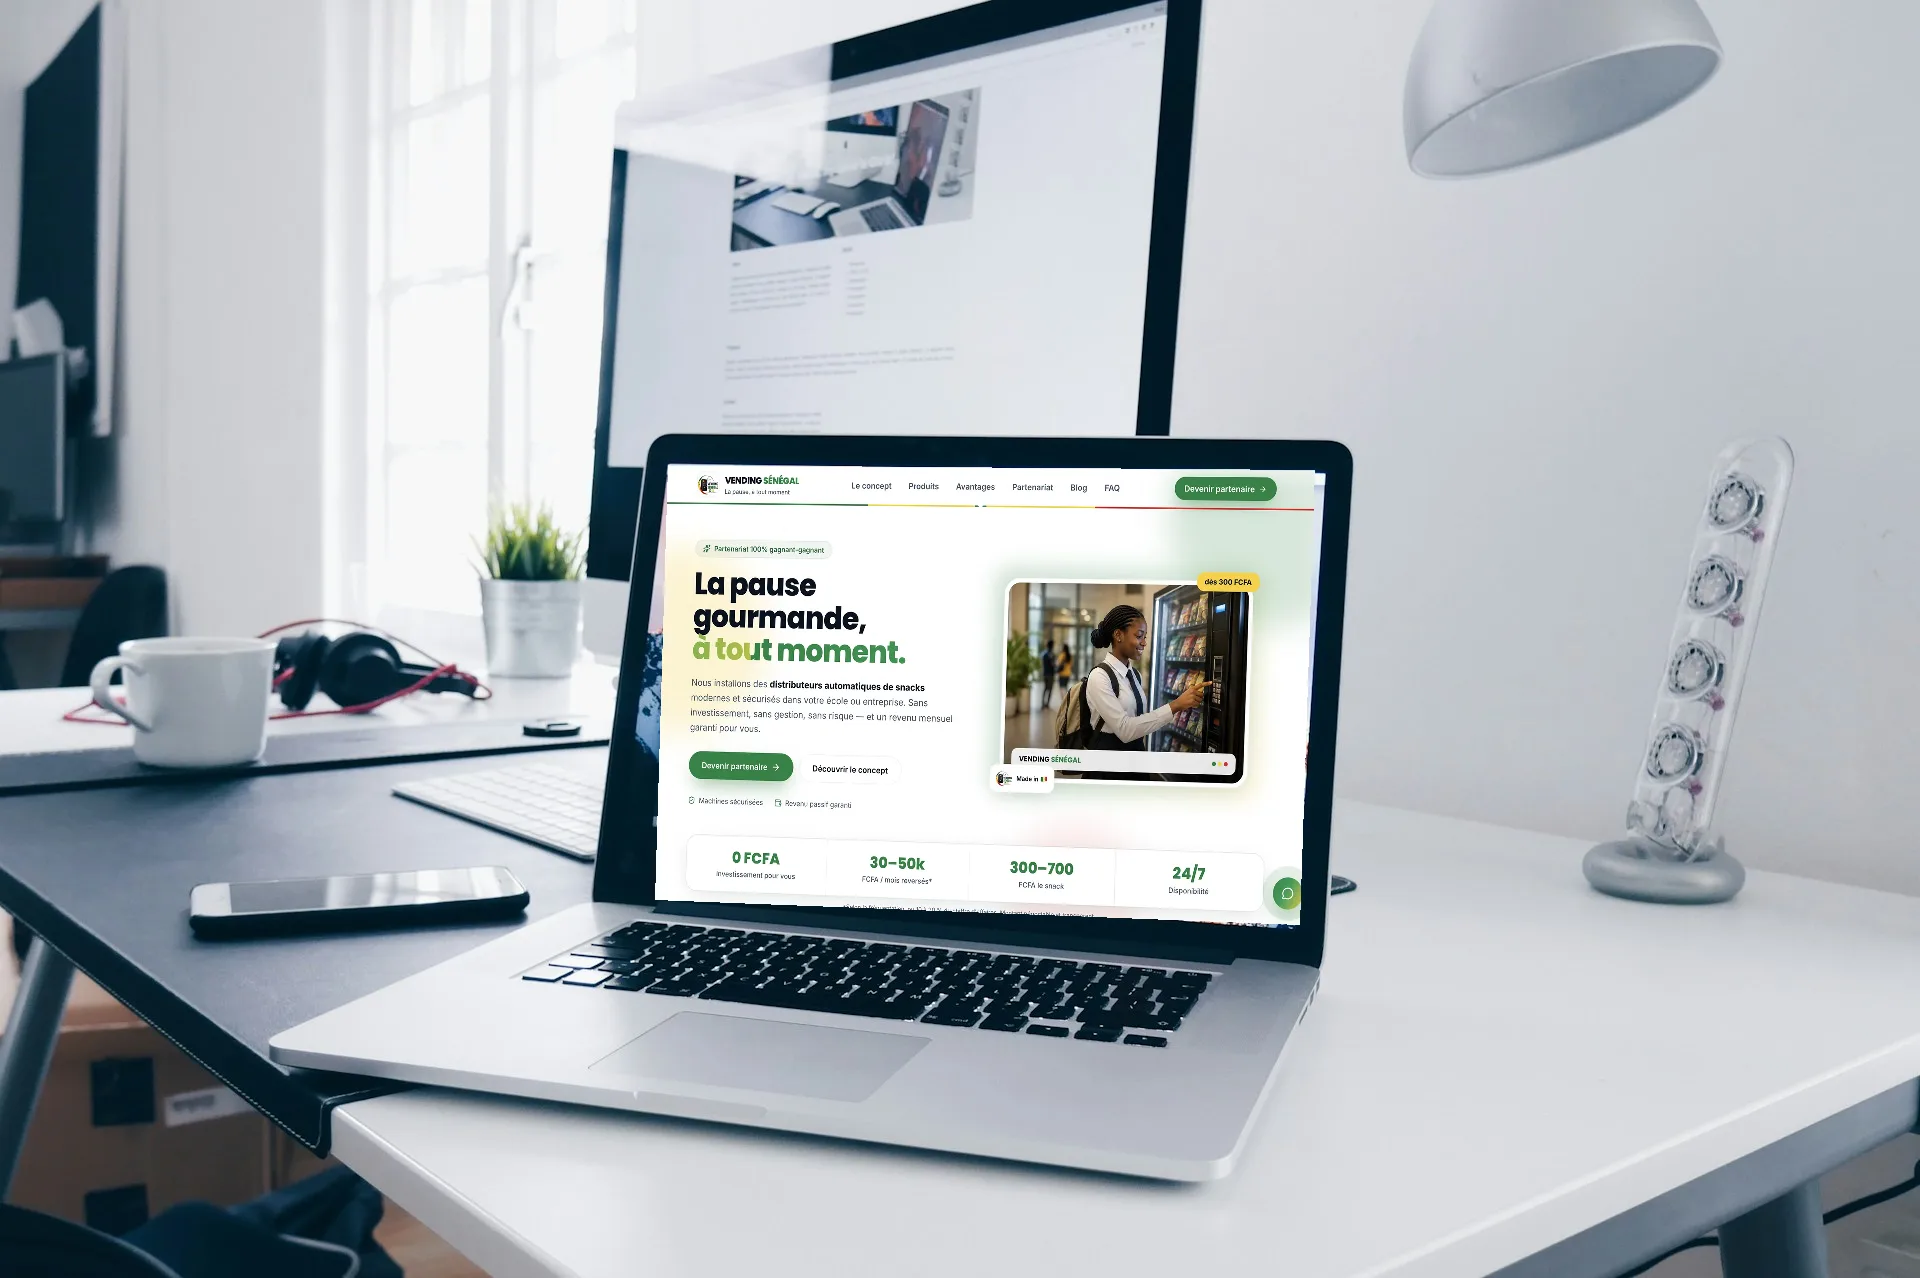 VENDING SÉNÉGAL
La pause, à tout moment
Le concept
Produits
Avantages
Partenariat
Blog
FAQ
Devenir partenaire →
Partenariat 100% gagnant-gagnant
La pause
gourmande,
à tout moment.
Nous installons des distributeurs automatiques de snacks
modernes et sécurisés dans votre école ou entreprise. Sans
investissement, sans gestion, sans risque — et un revenu mensuel
garanti pour vous.
Devenir partenaire →
Découvrir le concept
Machines sécurisées
Revenu passif garanti
dès 300 FCFA
VENDING SÉNÉGAL
Made in
0 FCFA
Investissement pour vous
30–50k
FCFA / mois reversés*
300–700
FCFA le snack
24/7
Disponibilité